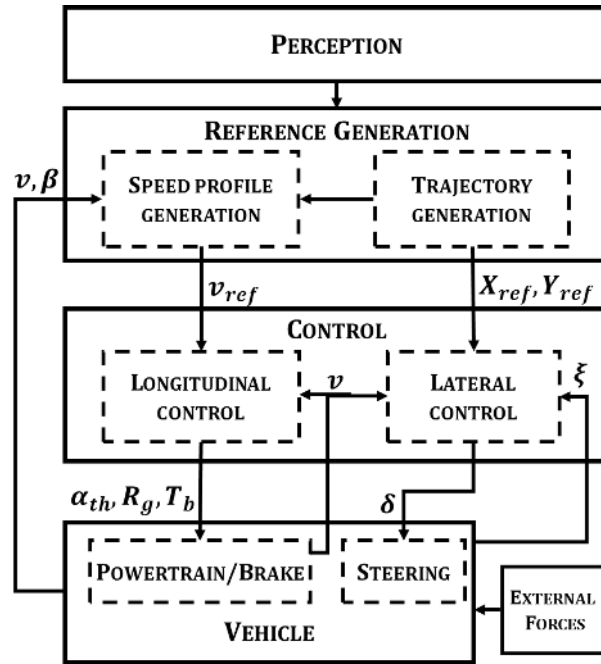 PERCEPTION
REFERENCE GENERATION
v, β
SPEED PROFILE
GENERATION
TRAJECTORY
GENERATION
v_ref
X_ref, Y_ref
CONTROL
LONGITUDINAL
CONTROL
v
LATERAL
CONTROL
ξ
α_th, R_g, T_b
δ
POWERTRAIN/BRAKE
STEERING
EXTERNAL
FORCES
VEHICLE